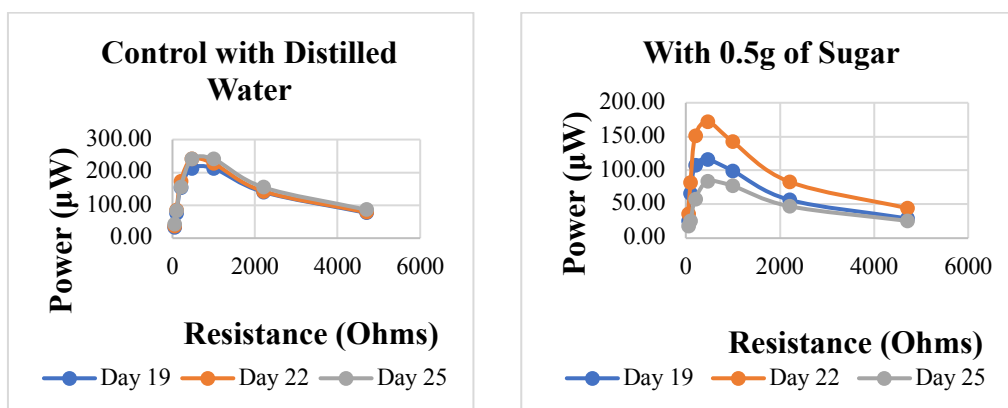 Control with Distilled
Water
300.00
200.00
100.00
0.00
Power (µW)
0
2000
4000
6000
Resistance (Ohms)
Day 19
Day 22
Day 25
With 0.5g of Sugar
200.00
150.00
100.00
50.00
0.00
Power (µW)
0
2000
4000
6000
Resistance (Ohms)
Day 19
Day 22
Day 25